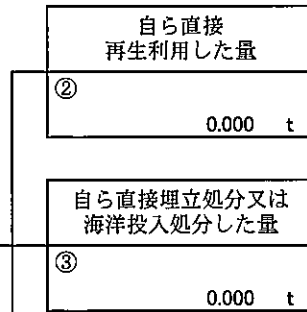 自ら直接
再生利用した量
②
0.000 t
自ら直接埋立処分又は
海洋投入処分した量
③
0.000 t